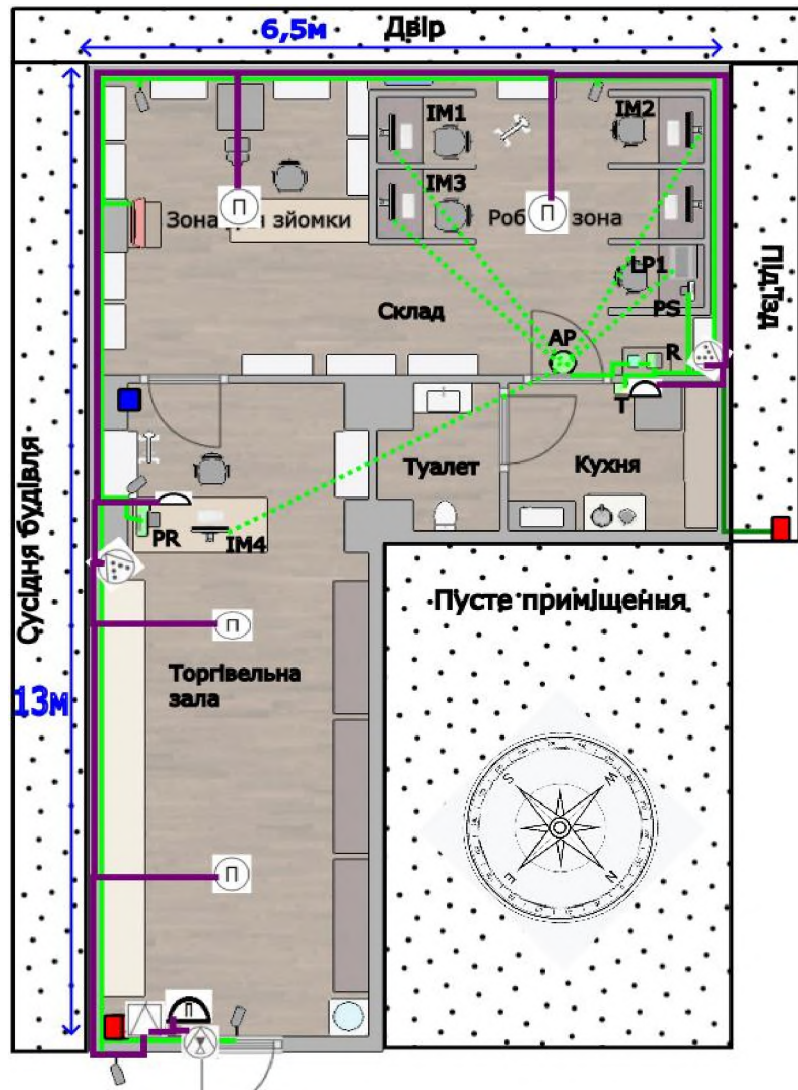 6,5м
Двір
IM1
IM2
IM3
П
П
Зона
зйомки
Роб
зона
LP1
Під'їзд
PS
Склад
AP
R
T
Туалет
Кухня
Сусідня будівля
PR
IM4
П
Пусте приміщення
Торгівельна
зала
13м
S
W
E
N
П
П